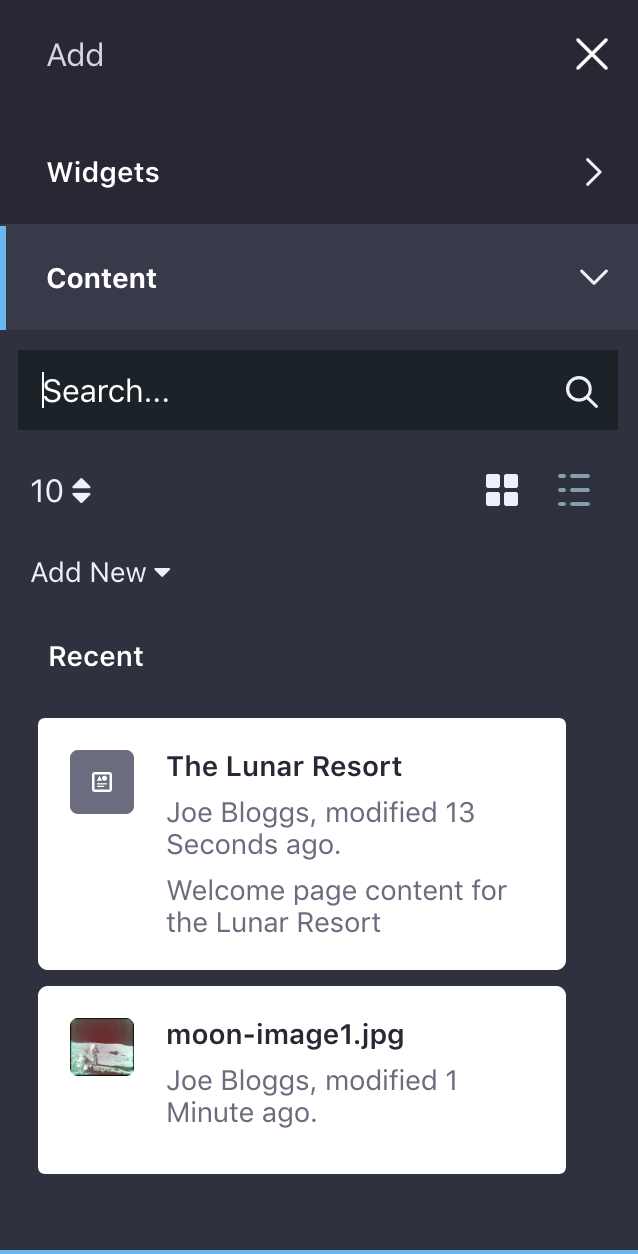 Add
Widgets
Content
Search...
10
Add New
Recent
The Lunar Resort
Joe Bloggs, modified 13
Seconds ago.
Welcome page content for
the Lunar Resort
moon-image1.jpg
Joe Bloggs, modified 1
Minute ago.